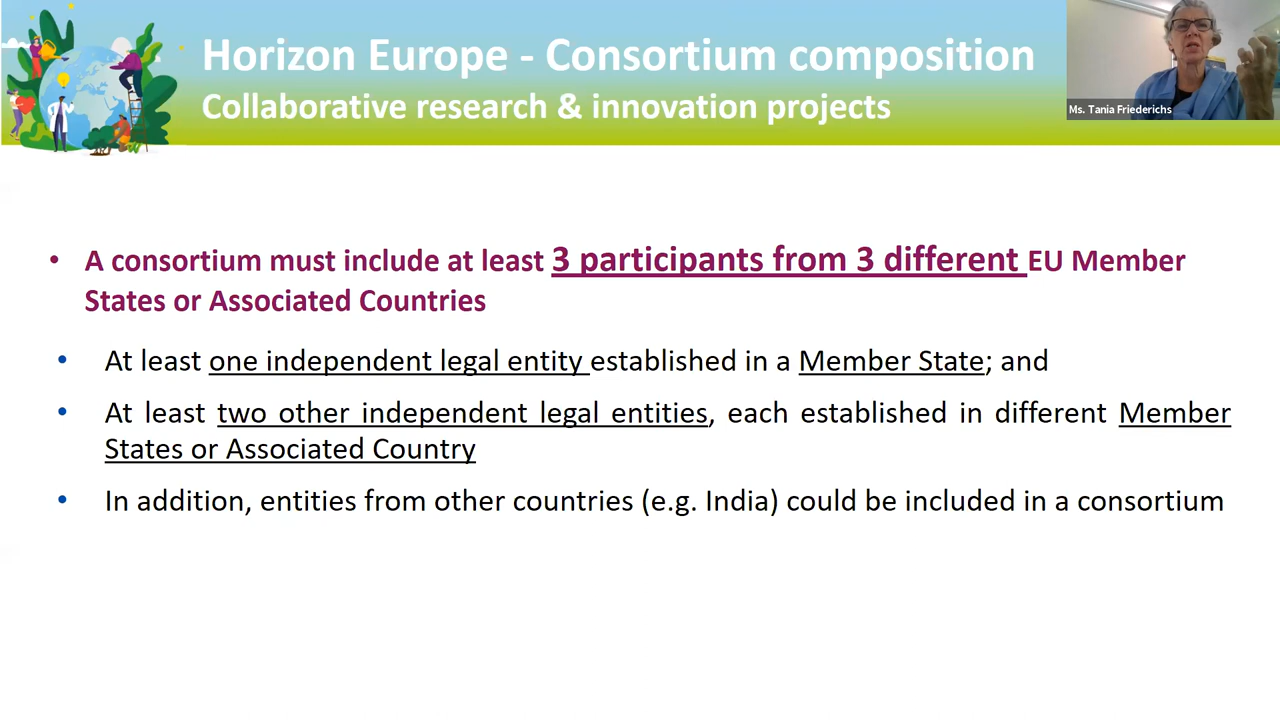 Horizon Europe - Consortium composition
Collaborative research & innovation projects
Ms. Tania Friederichs
• A consortium must include at least 3 participants from 3 different EU Member
States or Associated Countries
• At least one independent legal entity established in a Member State; and
• At least two other independent legal entities, each established in different Member
States or Associated Country
• In addition, entities from other countries (e.g. India) could be included in a consortium